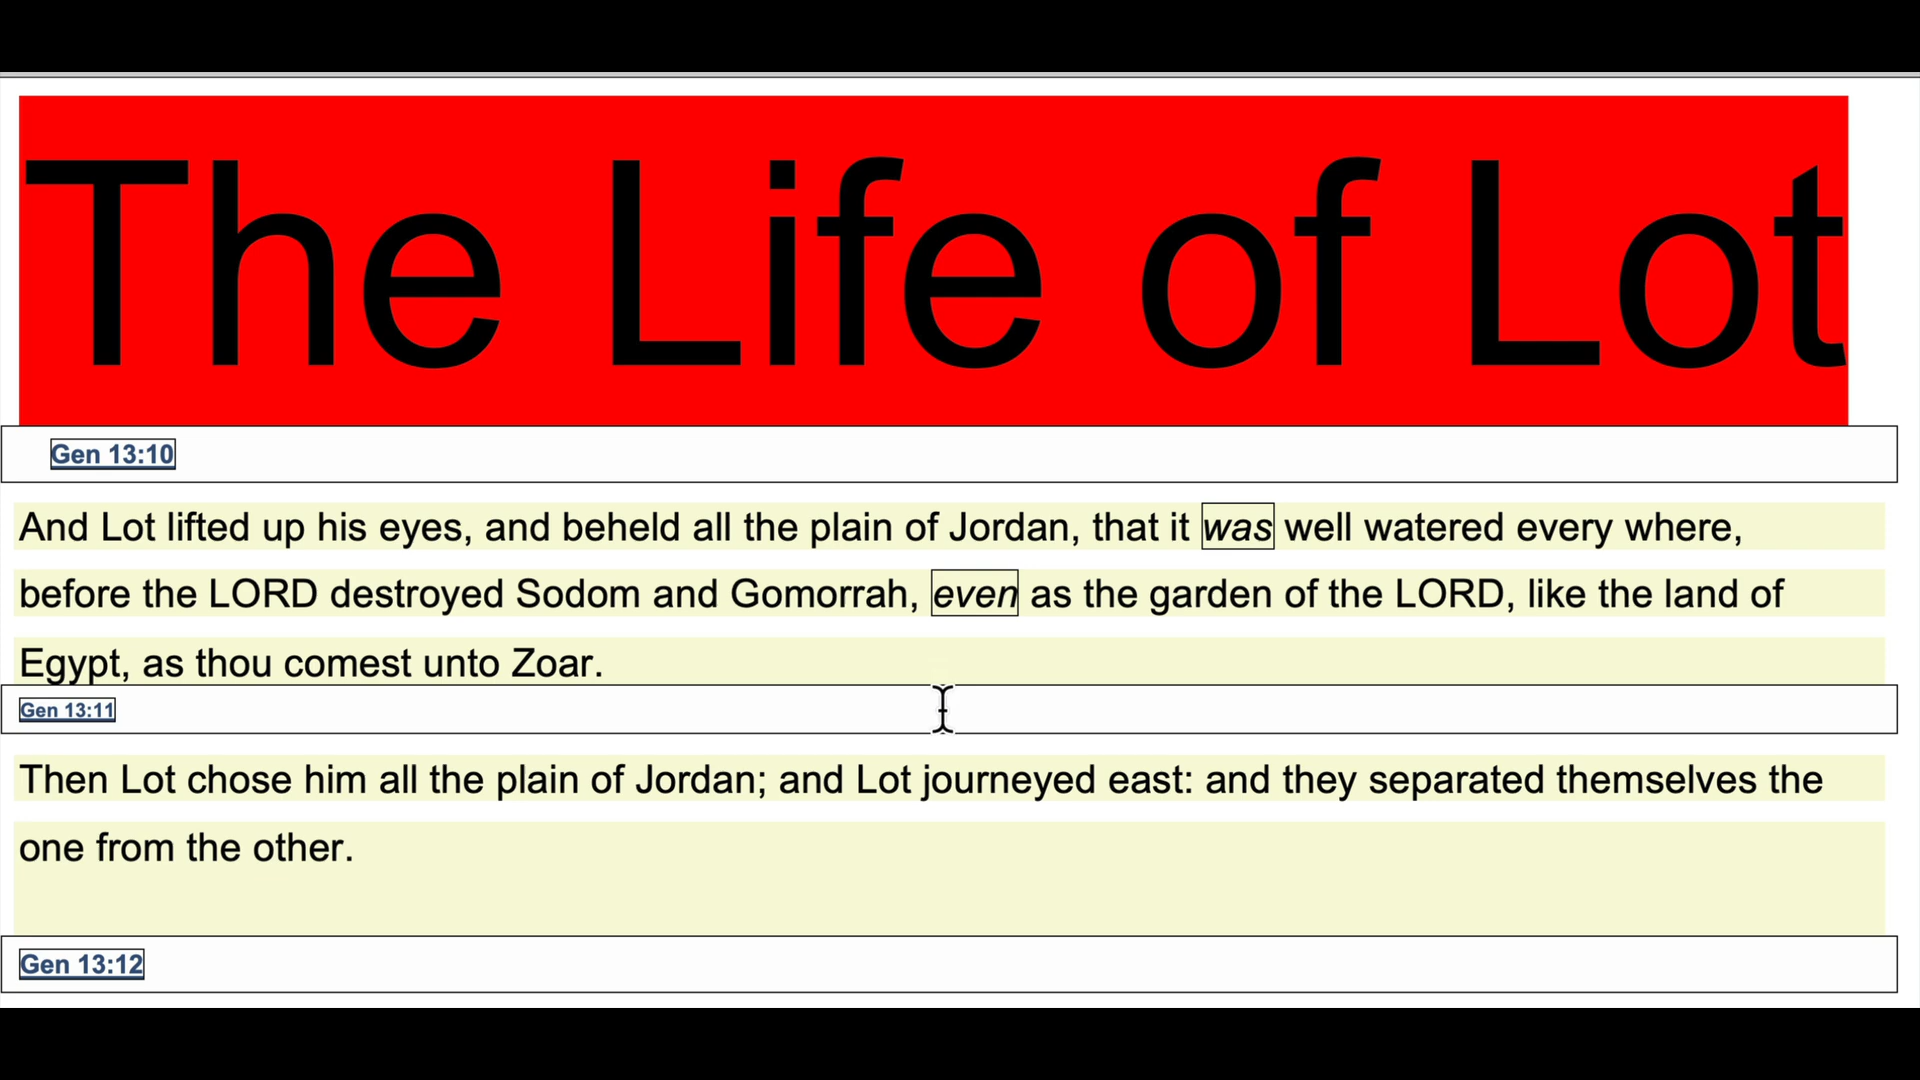 The Life of Lot
Gen 13:10
And Lot lifted up his eyes, and beheld all the plain of Jordan, that it was well watered every where,
before the LORD destroyed Sodom and Gomorrah, even as the garden of the LORD, like the land of
Egypt, as thou comest unto Zoar.
Gen 13:11
Then Lot chose him all the plain of Jordan; and Lot journeyed east: and they separated themselves the
one from the other.
Gen 13:12